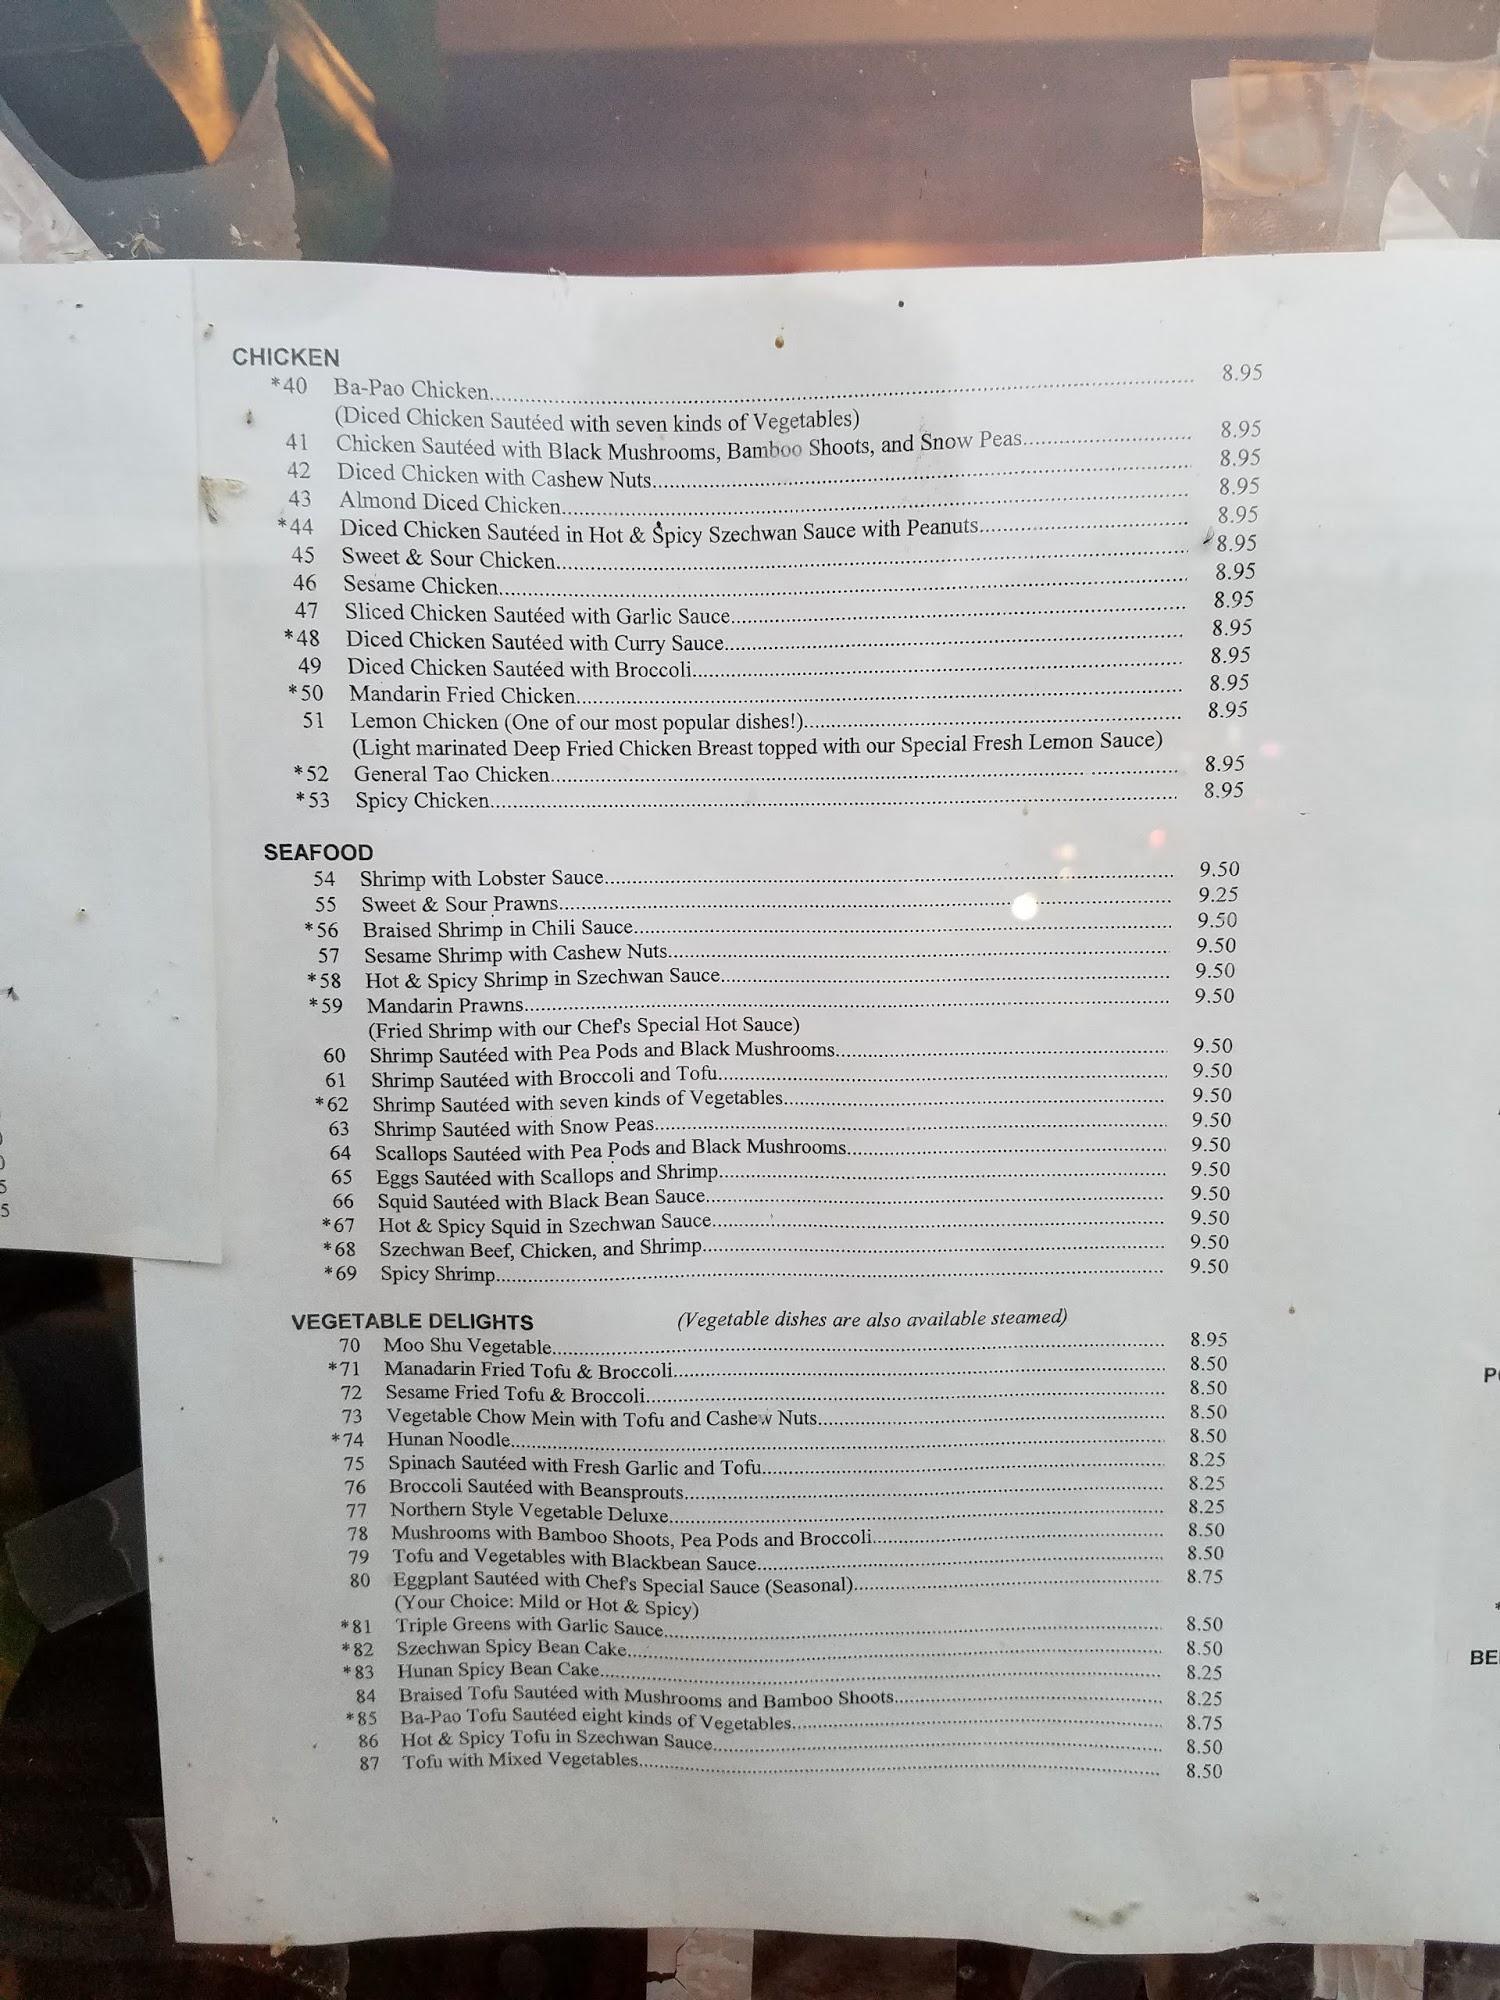 CHICKEN
*40 Ba-Pao Chicken........ 8.95
(Diced Chicken Sautéed with seven kinds of Vegetables)
41 Chicken Sautéed with Black Mushrooms, Bamboo Shoots, and Snow Peas........ 8.95
42 Diced Chicken with Cashew Nuts........ 8.95
43 Almond Diced Chicken........ 8.95
*44 Diced Chicken Sautéed in Hot & Spicy Szechwan Sauce with Peanuts........ 8.95
45 Sweet & Sour Chicken........ 8.95
46 Sesame Chicken........ 8.95
47 Sliced Chicken Sautéed with Garlic Sauce........ 8.95
*48 Diced Chicken Sautéed with Curry Sauce........ 8.95
49 Diced Chicken Sautéed with Broccoli........ 8.95
*50 Mandarin Fried Chicken........ 8.95
51 Lemon Chicken (One of our most popular dishes!)........ 8.95
(Light marinated Deep Fried Chicken Breast topped with our Special Fresh Lemon Sauce)
*52 General Tao Chicken........ 8.95
*53 Spicy Chicken........ 8.95
SEAFOOD
54 Shrimp with Lobster Sauce........ 9.50
55 Sweet & Sour Prawns........ 9.25
*56 Braised Shrimp in Chili Sauce........ 9.50
57 Sesame Shrimp with Cashew Nuts........ 9.50
*58 Hot & Spicy Shrimp in Szechwan Sauce........ 9.50
*59 Mandarin Prawns........ 9.50
(Fried Shrimp with our Chef's Special Hot Sauce)
60 Shrimp Sautéed with Pea Pods and Black Mushrooms........ 9.50
61 Shrimp Sautéed with Broccoli and Tofu........ 9.50
*62 Shrimp Sautéed with seven kinds of Vegetables........ 9.50
63 Shrimp Sautéed with Snow Peas........ 9.50
64 Scallops Sautéed with Pea Pods and Black Mushrooms........ 9.50
65 Eggs Sautéed with Scallops and Shrimp........ 9.50
66 Squid Sautéed with Black Bean Sauce........ 9.50
*67 Hot & Spicy Squid in Szechwan Sauce........ 9.50
*68 Szechwan Beef, Chicken, and Shrimp........ 9.50
*69 Spicy Shrimp........ 9.50
VEGETABLE DELIGHTS (Vegetable dishes are also available steamed)
70 Moo Shu Vegetable........ 8.95
*71 Manadarin Fried Tofu & Broccoli........ 8.50
72 Sesame Fried Tofu & Broccoli........ 8.50
73 Vegetable Chow Mein with Tofu and Cashew Nuts........ 8.50
*74 Hunan Noodle........ 8.50
75 Spinach Sautéed with Fresh Garlic and Tofu........ 8.25
76 Broccoli Sautéed with Beansprouts........ 8.25
77 Northern Style Vegetable Deluxe........ 8.25
78 Mushrooms with Bamboo Shoots, Pea Pods and Broccoli........ 8.50
79 Tofu and Vegetables with Blackbean Sauce........ 8.50
80 Eggplant Sautéed with Chef's Special Sauce (Seasonal)........ 8.75
(Your Choice: Mild or Hot & Spicy)
*81 Triple Greens with Garlic Sauce........ 8.50
*82 Szechwan Spicy Bean Cake........ 8.50
*83 Hunan Spicy Bean Cake........ 8.25
84 Braised Tofu Sautéed with Mushrooms and Bamboo Shoots........ 8.25
*85 Ba-Pao Tofu Sautéed eight kinds of Vegetables........ 8.75
86 Hot & Spicy Tofu in Szechwan Sauce........ 8.50
87 Tofu with Mixed Vegetables........ 8.50